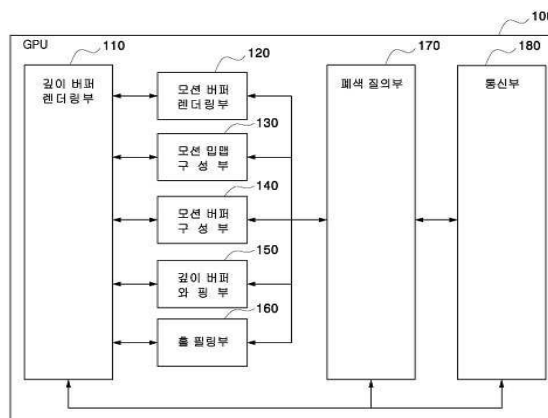 100
GPU
110
깊이 버퍼
렌더링부
120
모션 버퍼
렌더링부
130
모션 밉맵
구성부
140
모션 버퍼
구 성 부
150
깊이 버퍼
와 핑 부
160
홀 필링부
170
폐색 질의부
180
통신부